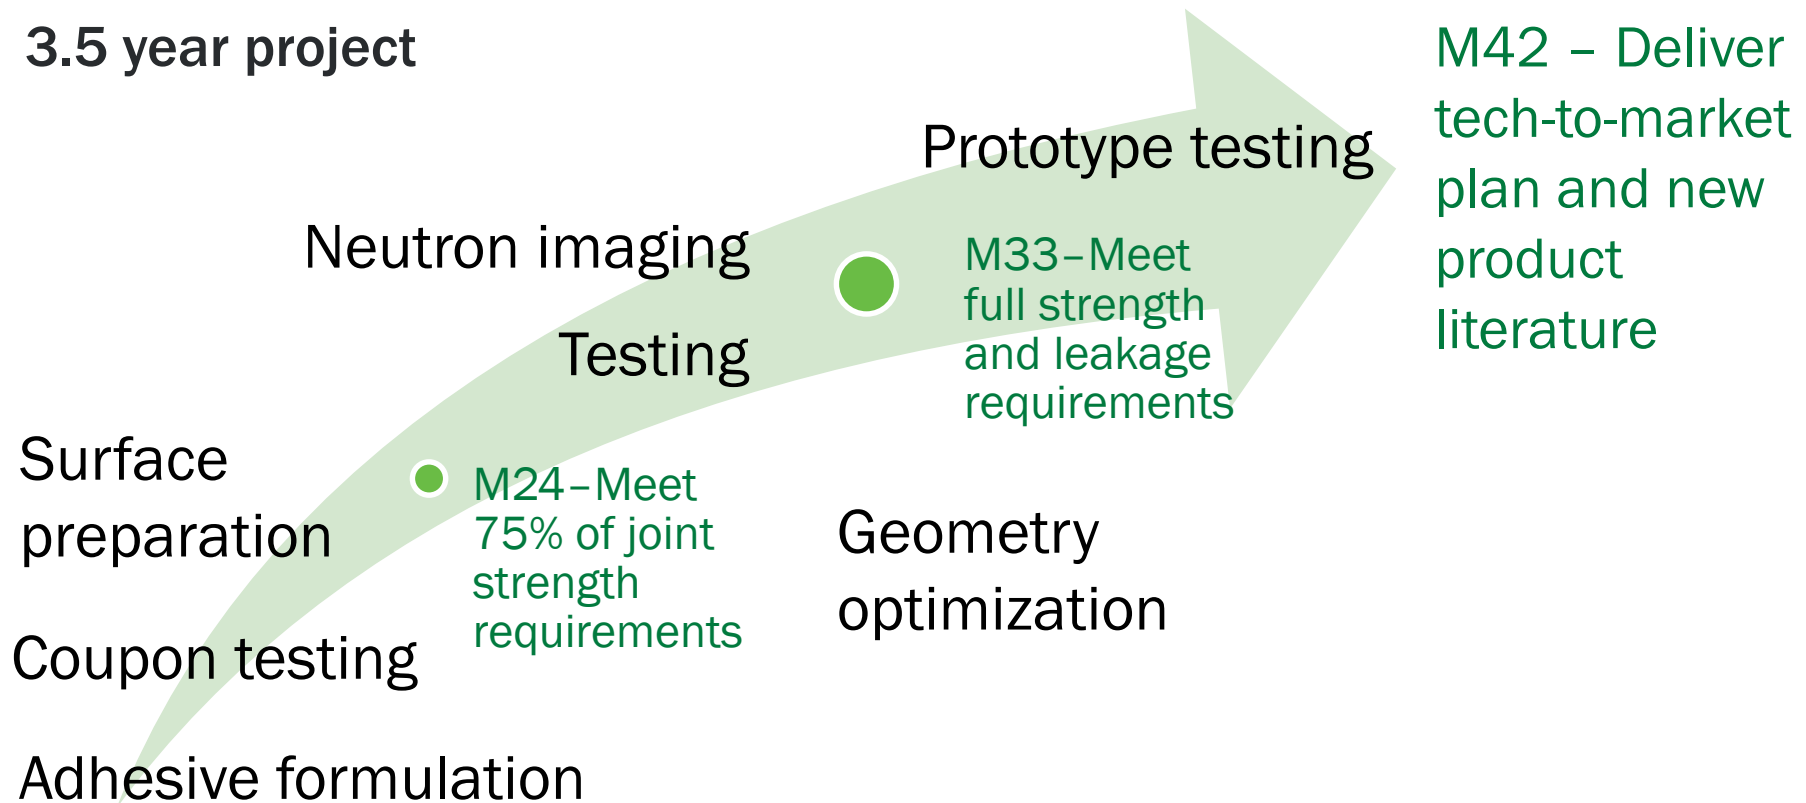 3.5 year project
M42 – Deliver
tech-to-market
plan and new
product
literature
Prototype testing
Neutron imaging
M33–Meet
full strength
and leakage
requirements
Testing
Surface
preparation
M24–Meet
75% of joint
strength
requirements
Geometry
optimization
Coupon testing
Adhesive formulation